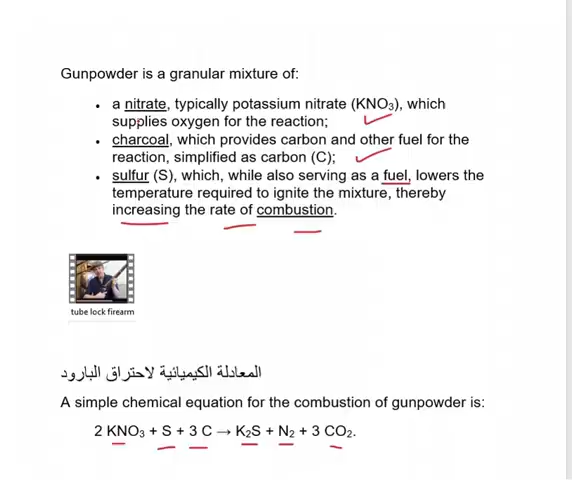 Gunpowder is a granular mixture of:
• a nitrate, typically potassium nitrate (KNO₃), which
supplies oxygen for the reaction;
• charcoal, which provides carbon and other fuel for the
reaction, simplified as carbon (C);
• sulfur (S), which, while also serving as a fuel, lowers the
temperature required to ignite the mixture, thereby
increasing the rate of combustion.
tube lock firearm
المعادلة الكيميائية لاحتراق البارود
A simple chemical equation for the combustion of gunpowder is:
2 KNO₃ + S + 3 C → K₂S + N₂ + 3 CO₂.